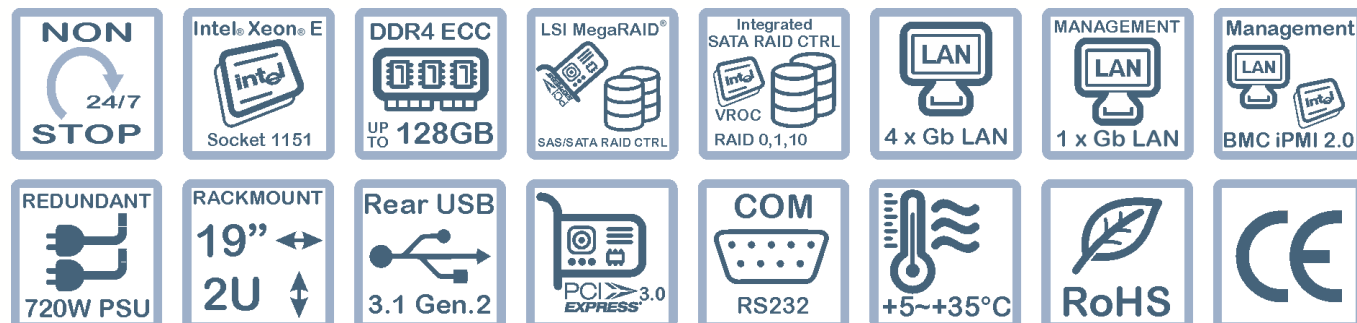 NON
24/7
STOP
Intel® Xeon® E
intel
Socket 1151
DDR4 ECC
UP TO 128GB
LSI MegaRAID®
PCI
SAS/SATA RAID CTRL
Integrated
SATA RAID CTRL
intel
VROC
RAID 0,1,10
LAN
4 x Gb LAN
MANAGEMENT
LAN
1 x Gb LAN
Management
LAN
intel
BMC iPMI 2.0
REDUNDANT
720W PSU
RACKMOUNT
19”
2U
Rear USB
3.1 Gen.2
PCI
EXPRESS® 3.0
COM
RS232
+5~+35°C
RoHS
CE